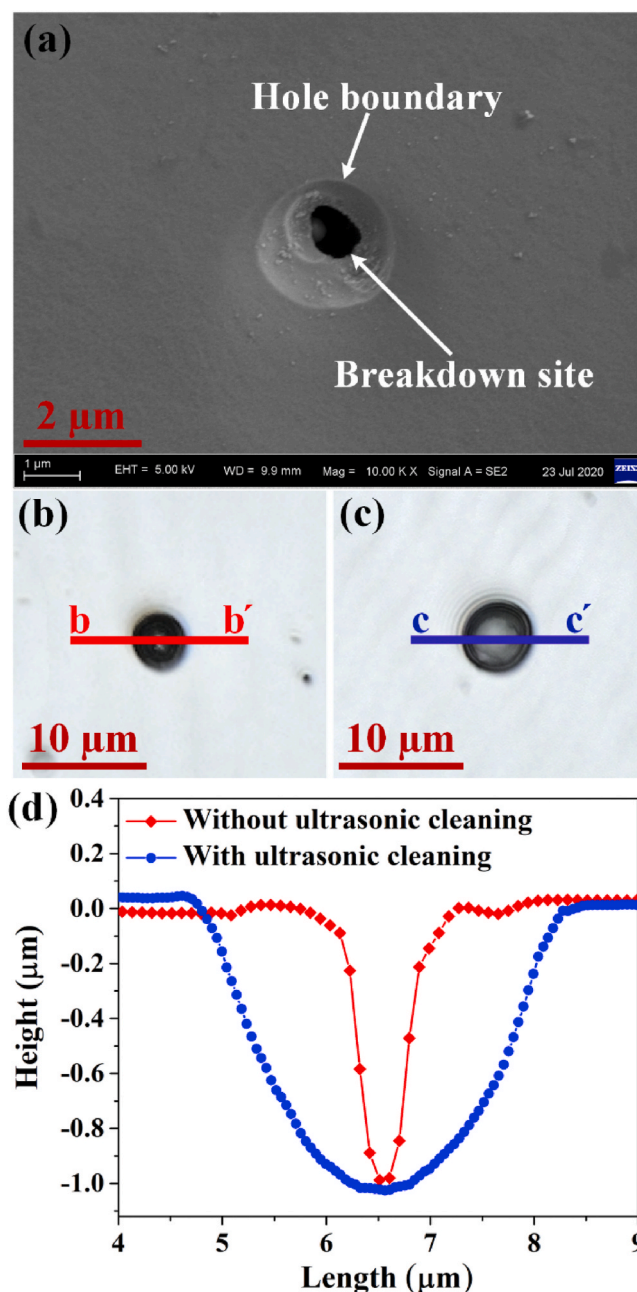 (a)
Hole boundary
Breakdown site
2 μm
1 μm
EHT = 5.00 kV WD = 9.9 mm Mag = 10.00 K X Signal A = SE2 23 Jul 2020 ZEISS
(b)
b b´
10 μm
(c)
c c´
10 μm
(d)
Without ultrasonic cleaning
With ultrasonic cleaning
0.4
0.0
-0.2
-0.4
-0.6
-0.8
-1.0
Height (μm)
4 5 6 7 8 9
Length (μm)